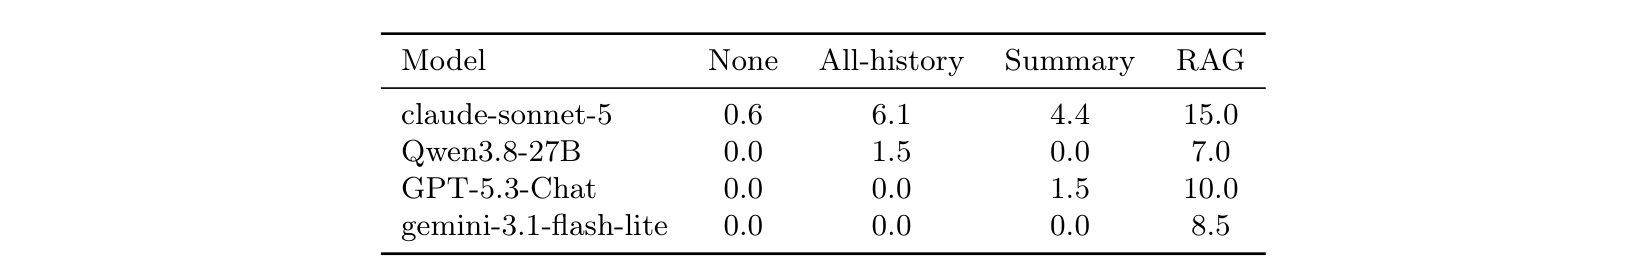 Model None All-history Summary RAG
claude-sonnet-5 0.6 6.1 4.4 15.0
Qwen3.8-27B 0.0 1.5 0.0 7.0
GPT-5.3-Chat 0.0 0.0 1.5 10.0
gemini-3.1-flash-lite 0.0 0.0 0.0 8.5